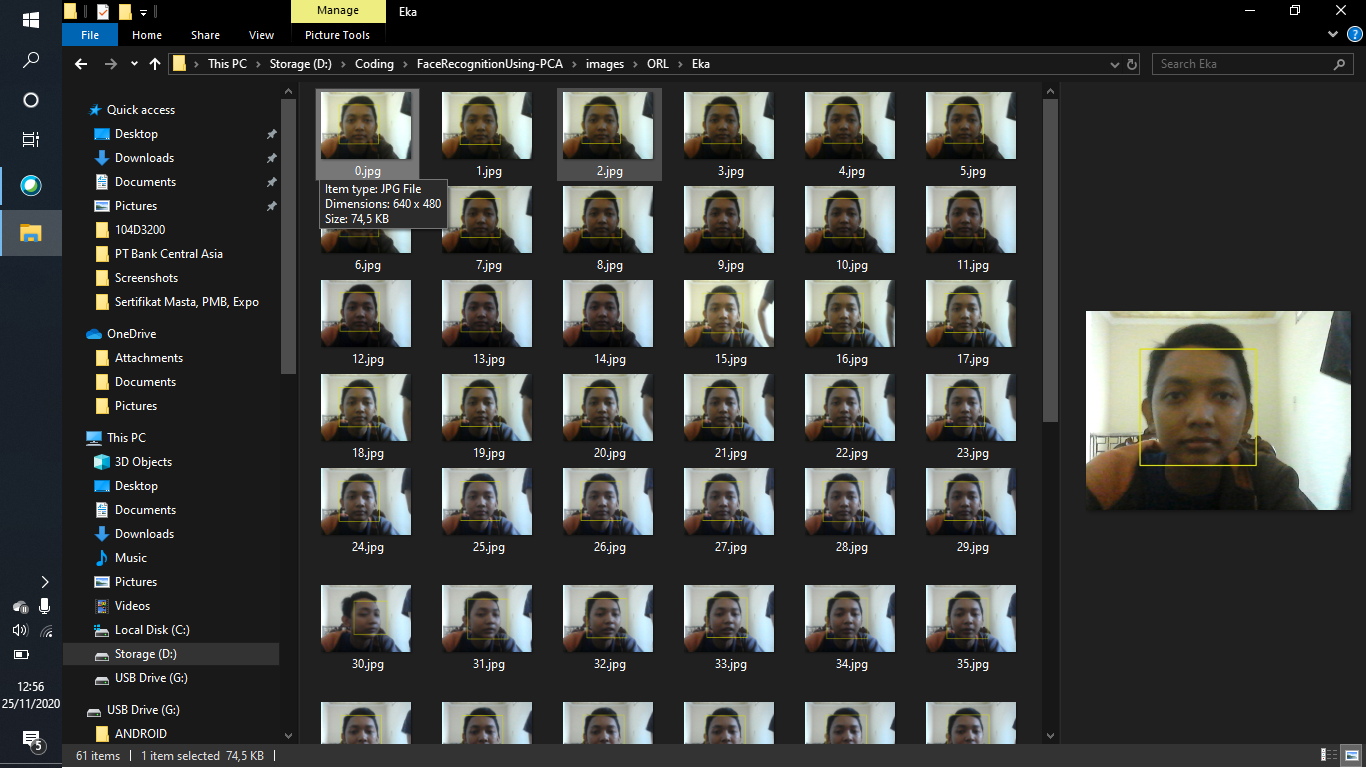 Manage
Eka
File
Home
Share
View
Picture Tools
This PC
Storage (D:)
Coding
FaceRecognitionUsing-PCA
images
ORL
Eka
Search Eka
Quick access
Desktop
Downloads
Documents
Pictures
104D3200
PT Bank Central Asia
Screenshots
Sertifikat Masta, PMB, Expo
OneDrive
Attachments
Documents
Pictures
This PC
3D Objects
Desktop
Documents
Downloads
Music
Pictures
Videos
Local Disk (C:)
Storage (D:)
USB Drive (G:)
USB Drive (G:)
ANDROID
0.jpg
1.jpg
2.jpg
3.jpg
4.jpg
5.jpg
Item type: JPG File
Dimensions: 640 x 480
Size: 74,5 KB
6.jpg
7.jpg
8.jpg
9.jpg
10.jpg
11.jpg
12.jpg
13.jpg
14.jpg
15.jpg
16.jpg
17.jpg
18.jpg
19.jpg
20.jpg
21.jpg
22.jpg
23.jpg
24.jpg
25.jpg
26.jpg
27.jpg
28.jpg
29.jpg
30.jpg
31.jpg
32.jpg
33.jpg
34.jpg
35.jpg
12:56
25/11/2020
5
61 items
1 item selected 74,5 KB